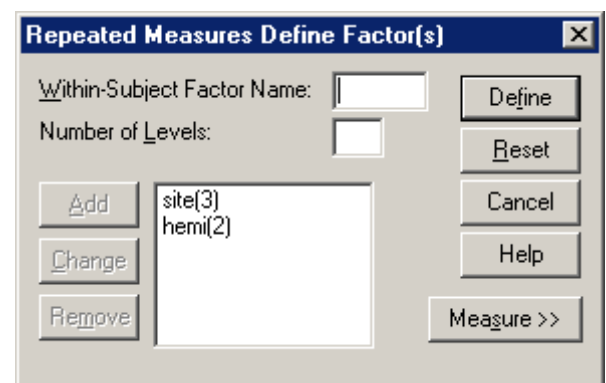 Repeated Measures Define Factor(s)
Within-Subject Factor Name:
Define
Number of Levels:
Reset
Add
site(3)
hemi(2)
Cancel
Change
Help
Remove
Measure >>